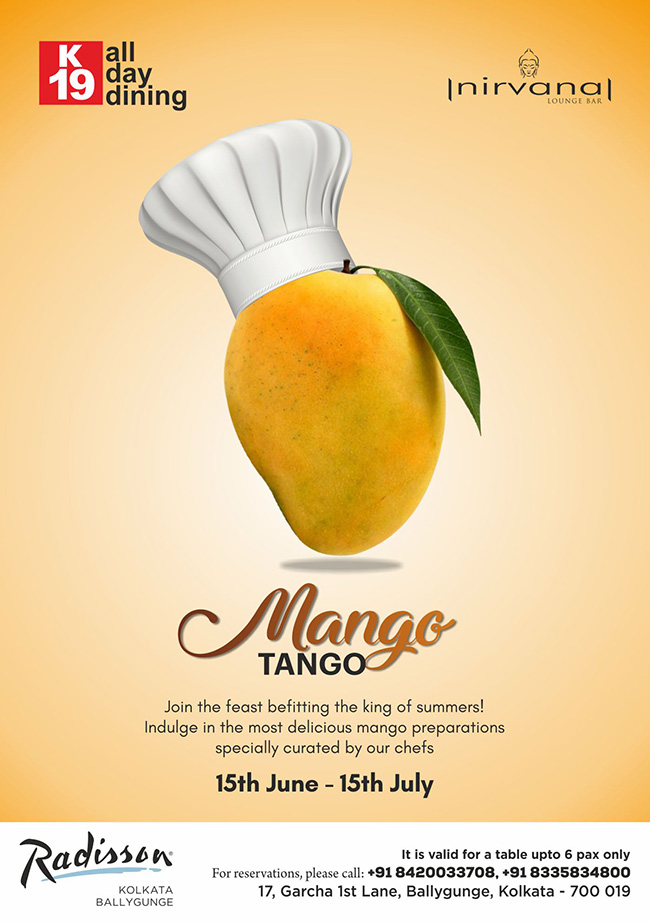 K
19
all
day
dining
nirvana
LOUNGE BAR
Mango
TANGO
Join the feast befitting the king of summers!
Indulge in the most delicious mango preparations
specially curated by our chefs
15th June - 15th July
Radisson®
KOLKATA
BALLYGUNGE
It is valid for a table upto 6 pax only
For reservations, please call: +91 8420033708, +91 8335834800
17, Garcha 1st Lane, Ballygunge, Kolkata - 700 019